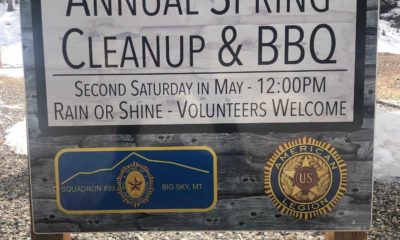 ANNUAL SPRING
CLEANUP & BBQ
SECOND SATURDAY IN MAY - 12:00PM
RAIN OR SHINE - VOLUNTEERS WELCOME
SQUADRON #99
BIG SKY, MT
AMERICAN
US
LEGION